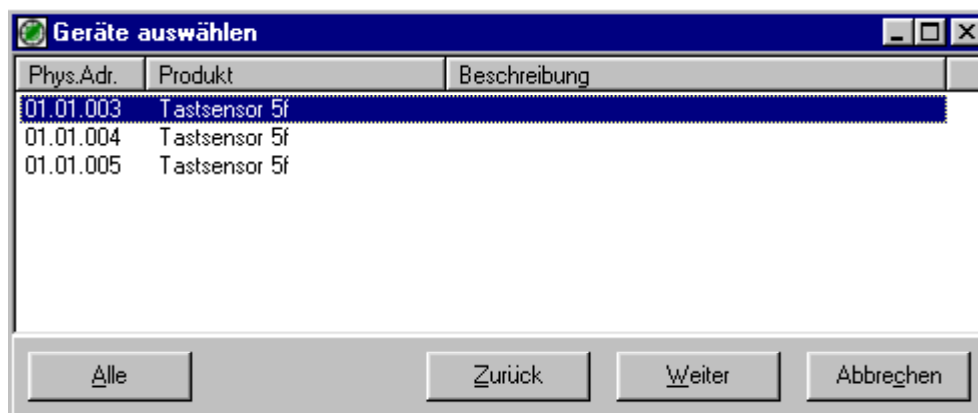 Geräte auswählen
Phys.Adr. Produkt Beschreibung
01.01.003 Tastsensor 5f
01.01.004 Tastsensor 5f
01.01.005 Tastsensor 5f
Alle Zurück Weiter Abbrechen